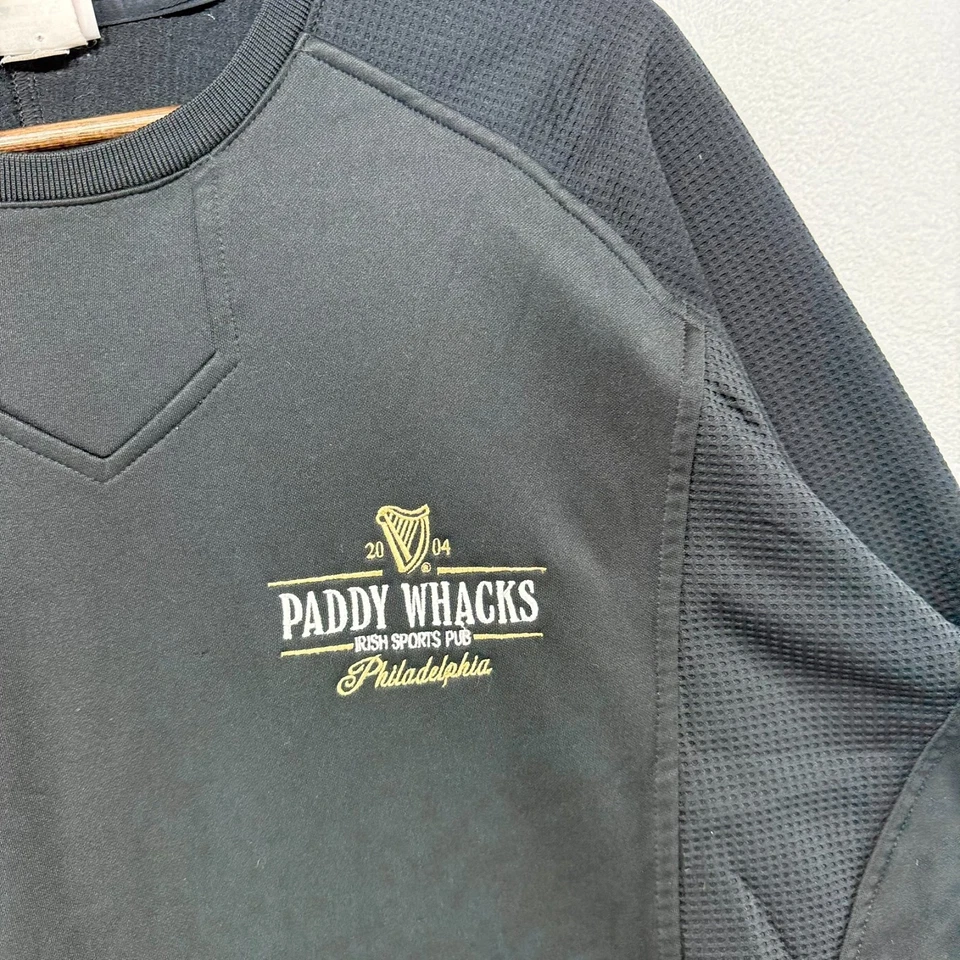 20 04
®
PADDY WHACKS
IRISH SPORTS PUB
Philadelphia